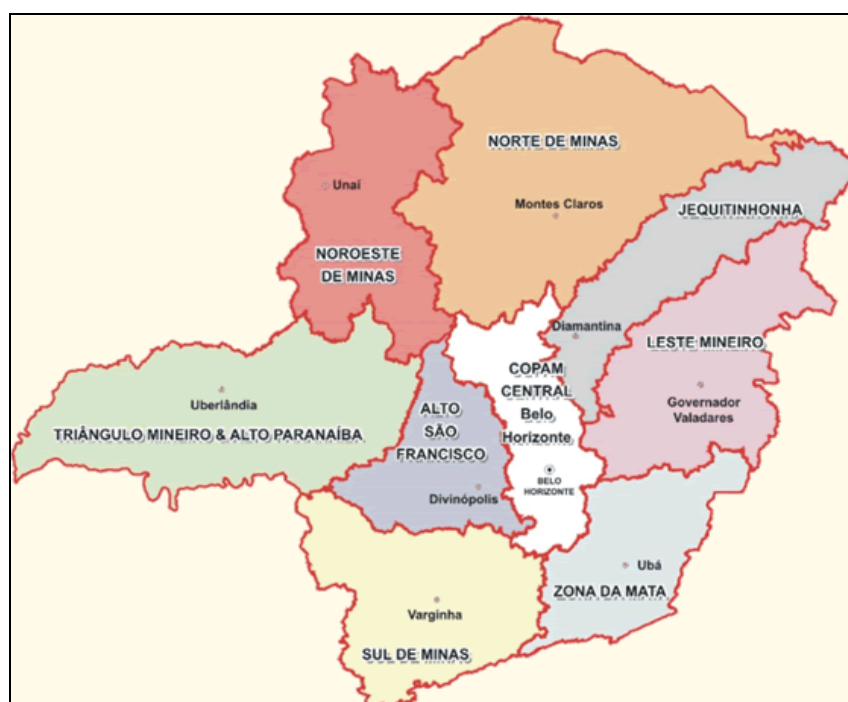 NORTE DE MINAS
Unaí
Montes Claros
JEQUITINHONHA
NOROESTE
DE MINAS
Diamantina
LESTE MINEIRO
COPAM
CENTRAL
Belo
Horizonte
Uberlândia
Governador
Valadares
ALTO
SÃO
FRANCISCO
TRIÂNGULO MINEIRO & ALTO PARANAÍBA
BELO
HORIZONTE
Divinópolis
Ubá
ZONA DA MATA
Varginha
SUL DE MINAS